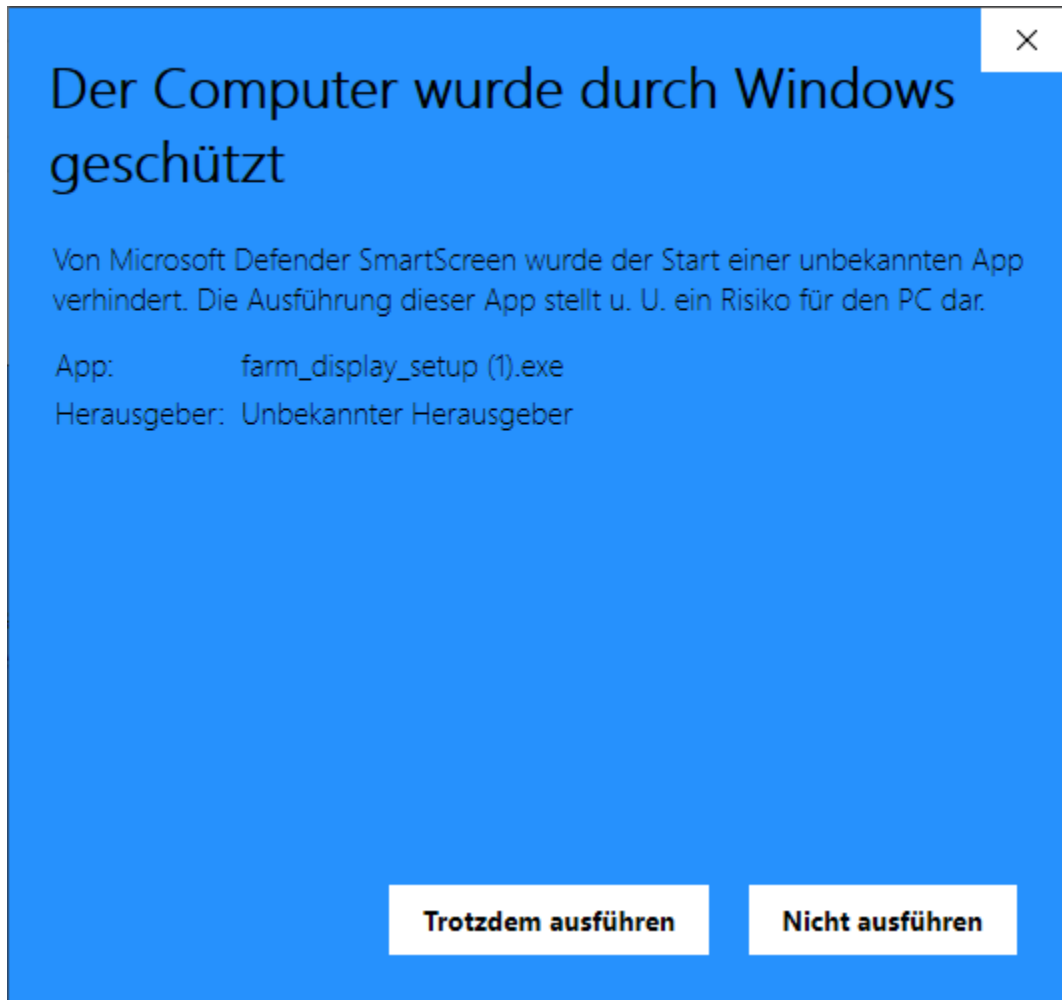 Der Computer wurde durch Windows
geschützt
Von Microsoft Defender SmartScreen wurde der Start einer unbekannten App
verhindert. Die Ausführung dieser App stellt u. U. ein Risiko für den PC dar.
App: farm_display_setup (1).exe
Herausgeber: Unbekannter Herausgeber
Trotzdem ausführen Nicht ausführen